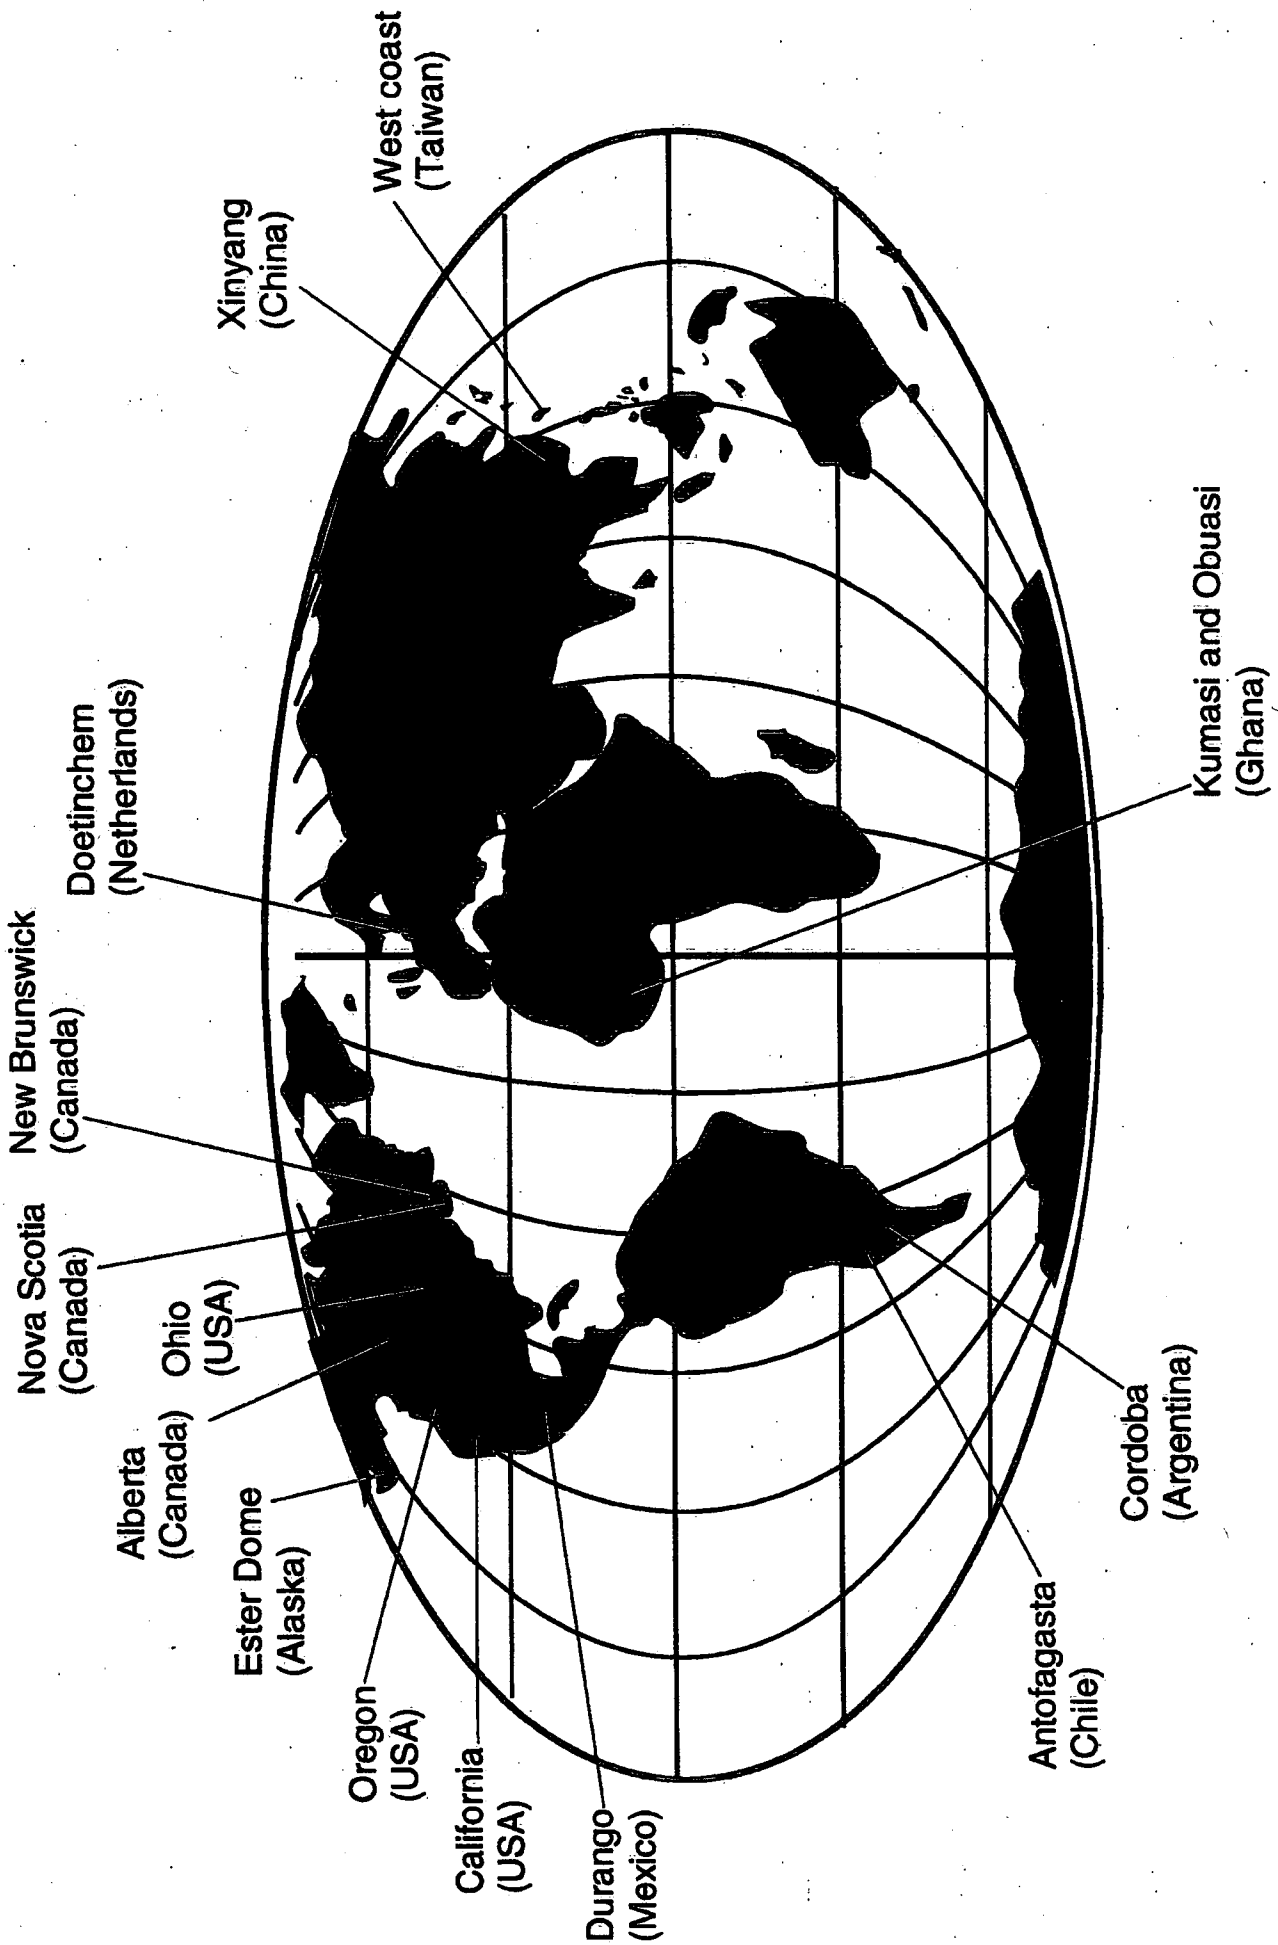 New Brunswick
(Canada)
Nova Scotia
(Canada)
Ohio
(USA)
Alberta
(Canada)
Ester Dome
(Alaska)
Oregon
(USA)
California
(USA)
Durango
(Mexico)
Doetinchem
(Netherlands)
Xinyang
(China)
West coast
(Taiwan)
Antofagasta
(Chile)
Cordoba
(Argentina)
Kumasi and Obuasi
(Ghana)